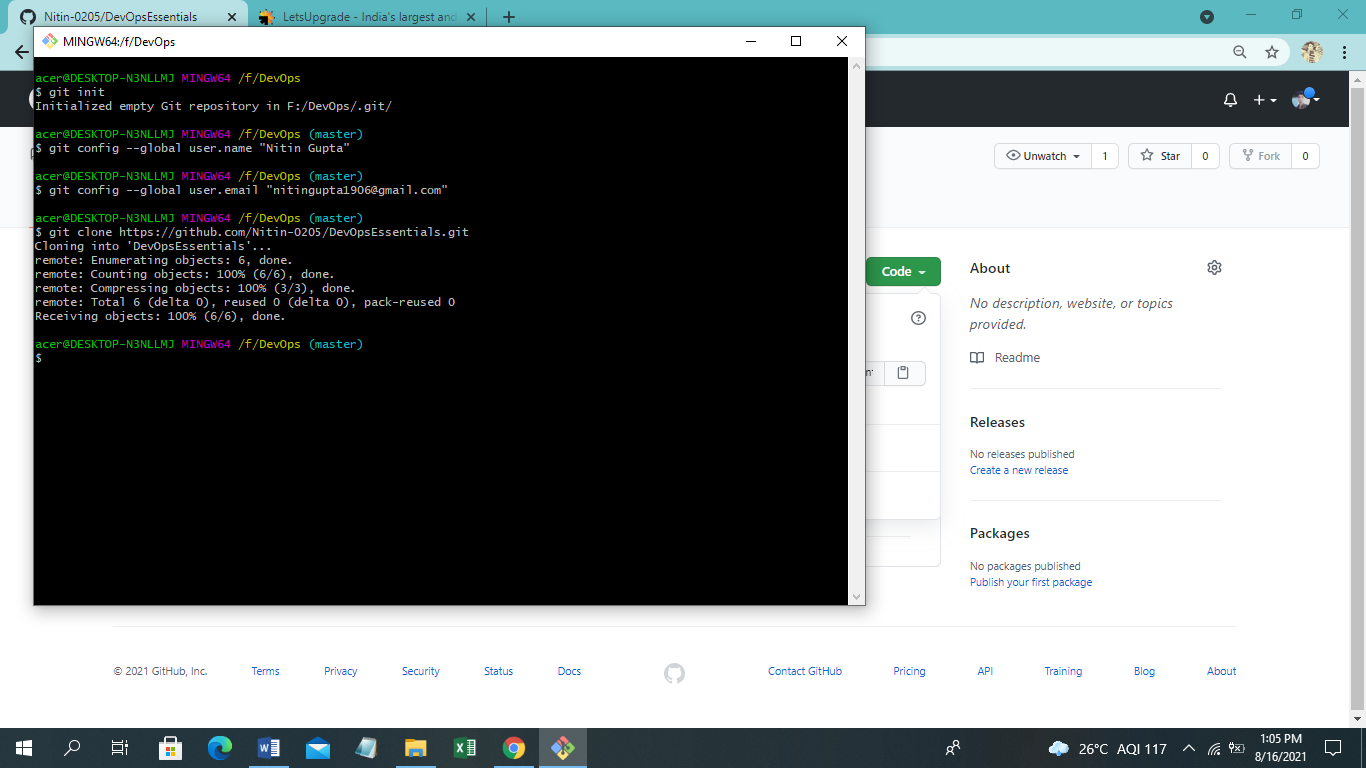 Nitin-0205/DevOpsEssentials
LetsUpgrade - India's largest and
MINGW64:/f/DevOps
acer@DESKTOP-N3NLLMJ MINGW64 /f/DevOps
$ git init
Initialized empty Git repository in F:/DevOps/.git/
acer@DESKTOP-N3NLLMJ MINGW64 /f/DevOps (master)
$ git config --global user.name "Nitin Gupta"
acer@DESKTOP-N3NLLMJ MINGW64 /f/DevOps (master)
$ git config --global user.email "nitingupta1906@gmail.com"
acer@DESKTOP-N3NLLMJ MINGW64 /f/DevOps (master)
$ git clone https://github.com/Nitin-0205/DevOpsEssentials.git
Cloning into 'DevOpsEssentials'...
remote: Enumerating objects: 6, done.
remote: Counting objects: 100% (6/6), done.
remote: Compressing objects: 100% (3/3), done.
remote: Total 6 (delta 0), reused 0 (delta 0), pack-reused 0
Receiving objects: 100% (6/6), done.
acer@DESKTOP-N3NLLMJ MINGW64 /f/DevOps (master)
$
Unwatch 1 Star 0 Fork 0
Code
About
No description, website, or topics
provided.
Readme
Releases
No releases published
Create a new release
Packages
No packages published
Publish your first package
© 2021 GitHub, Inc. Terms Privacy Security Status Docs Contact GitHub Pricing API Training Blog About
26°C AQI 117
1:05 PM
8/16/2021